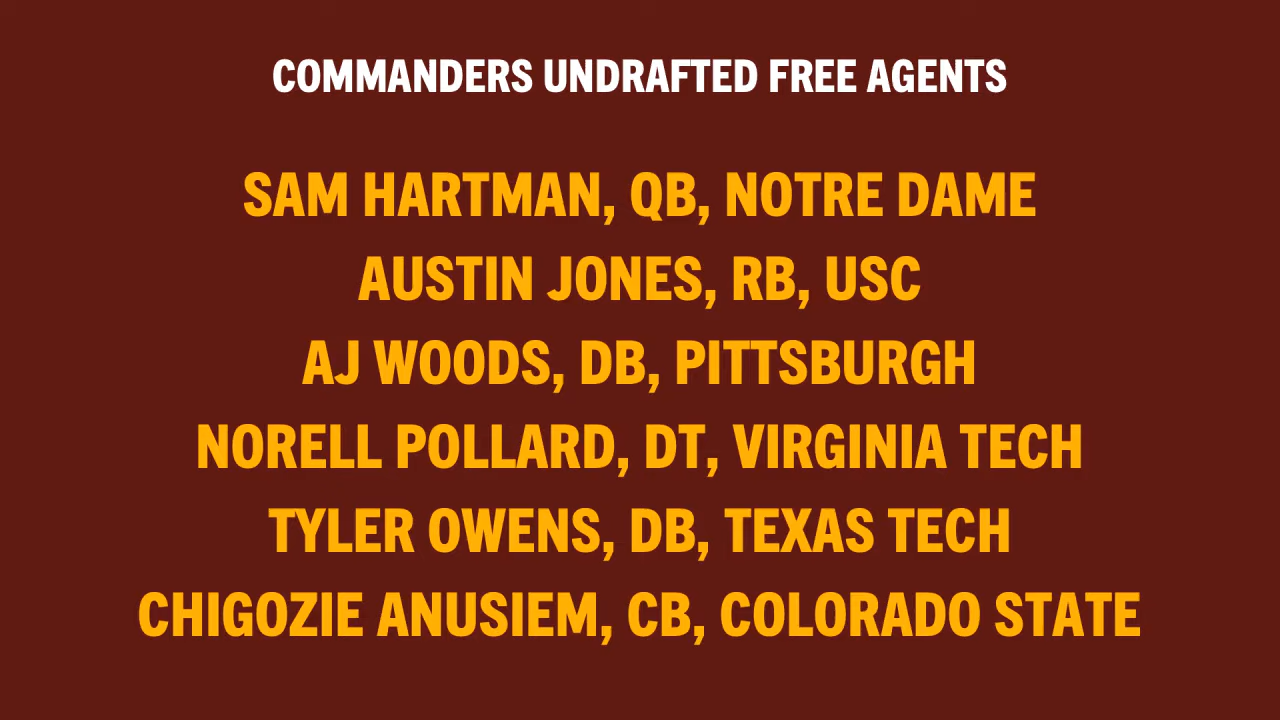 COMMANDERS UNDRAFTED FREE AGENTS
SAM HARTMAN, QB, NOTRE DAME
AUSTIN JONES, RB, USC
AJ WOODS, DB, PITTSBURGH
NORELL POLLARD, DT, VIRGINIA TECH
TYLER OWENS, DB, TEXAS TECH
CHIGOZIE ANUSIEM, CB, COLORADO STATE